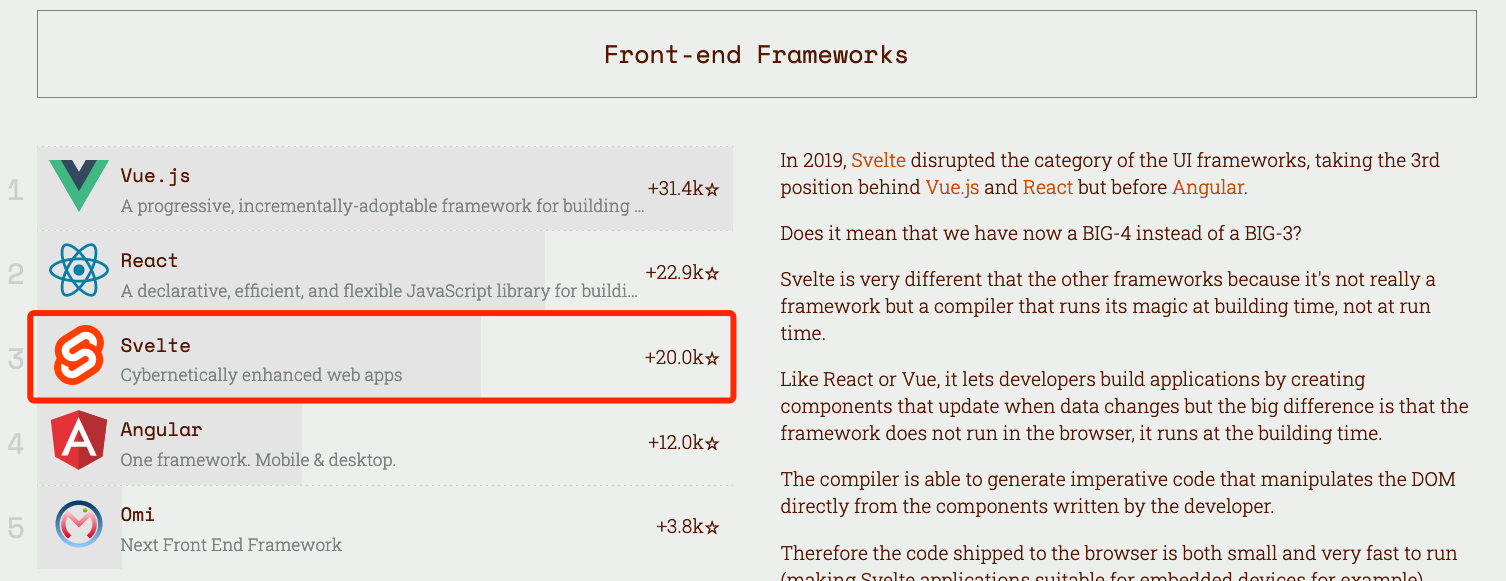 Front-end Frameworks
1
Vue.js
A progressive, incrementally-adoptable framework for building ...
+31.4k☆
2
React
A declarative, efficient, and flexible JavaScript library for buildi...
+22.9k☆
3
Svelte
Cybernetically enhanced web apps
+20.0k☆
4
Angular
One framework. Mobile & desktop.
+12.0k☆
5
Omi
Next Front End Framework
+3.8k☆
In 2019, Svelte disrupted the category of the UI frameworks, taking the 3rd
position behind Vue.js and React but before Angular.
Does it mean that we have now a BIG-4 instead of a BIG-3?
Svelte is very different that the other frameworks because it's not really a
framework but a compiler that runs its magic at building time, not at run
time.
Like React or Vue, it lets developers build applications by creating
components that update when data changes but the big difference is that the
framework does not run in the browser, it runs at the building time.
The compiler is able to generate imperative code that manipulates the DOM
directly from the components written by the developer.
Therefore the code shipped to the browser is both small and very fast to run
(making Svelte applications suitable for embedded devices for example)